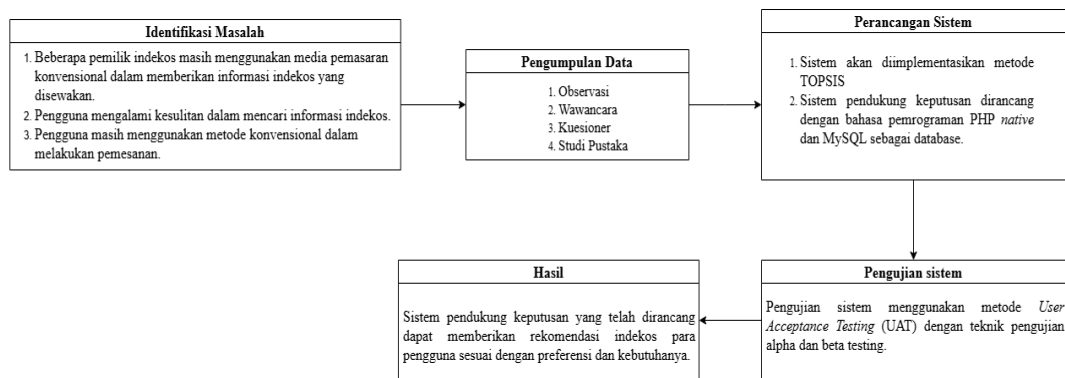 Identifikasi Masalah
1. Beberapa pemilik indekos masih menggunakan media pemasaran
konvensional dalam memberikan informasi indekos yang
disewakan.
2. Pengguna mengalami kesulitan dalam mencari informasi indekos.
3. Pengguna masih menggunakan metode konvensional dalam
melakukan pemesanan.
Pengumpulan Data
1. Observasi
2. Wawancara
3. Kuesioner
4. Studi Pustaka
Perancangan Sistem
1. Sistem akan diimplementasikan metode
TOPSIS
2. Sistem pendukung keputusan dirancang
dengan bahasa pemrograman PHP native
dan MySQL sebagai database.
Pengujian sistem
Pengujian sistem menggunakan metode User
Acceptance Testing (UAT) dengan teknik pengujian
alpha dan beta testing.
Hasil
Sistem pendukung keputusan yang telah dirancang
dapat memberikan rekomendasi indekos para
pengguna sesuai dengan preferensi dan kebutuhanya.